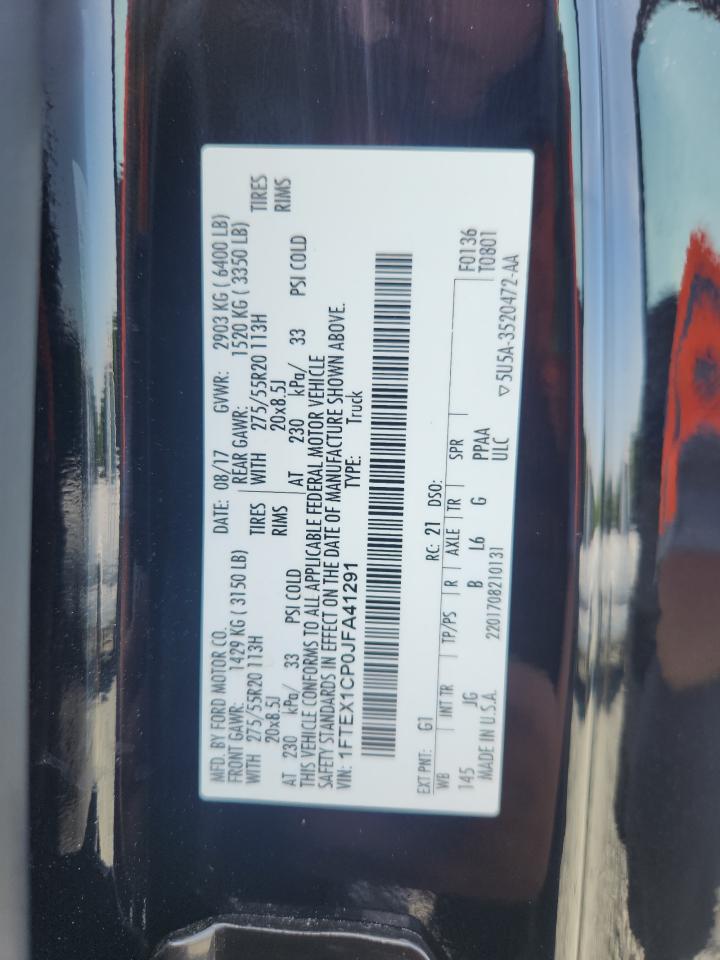 MFD. BY FORD MOTOR CO. DATE: 08/17 GVWR: 2903 KG ( 6400 LB)
FRONT GAWR: 1429 KG ( 3150 LB) REAR GAWR: 1520 KG ( 3350 LB)
WITH 275/55R20 113H TIRES WITH 275/55R20 113H TIRES
20x8.5J RIMS 20x8.5J RIMS
AT 230 kPa/ 33 PSI COLD AT 230 kPa/ 33 PSI COLD
THIS VEHICLE CONFORMS TO ALL APPLICABLE FEDERAL MOTOR VEHICLE
SAFETY STANDARDS IN EFFECT ON THE DATE OF MANUFACTURE SHOWN ABOVE.
VIN: 1FTEX1CP0JFA41291 TYPE: Truck
F0136
EXT PNT: G1 RC: 21 DSO: T0801
WB INT TR TP/PS R AXLE TR SPR
145 JG B L6 G PPAA
ULC
MADE IN U.S.A. 2201708210131 ▽ 5U5A-3520472-AA